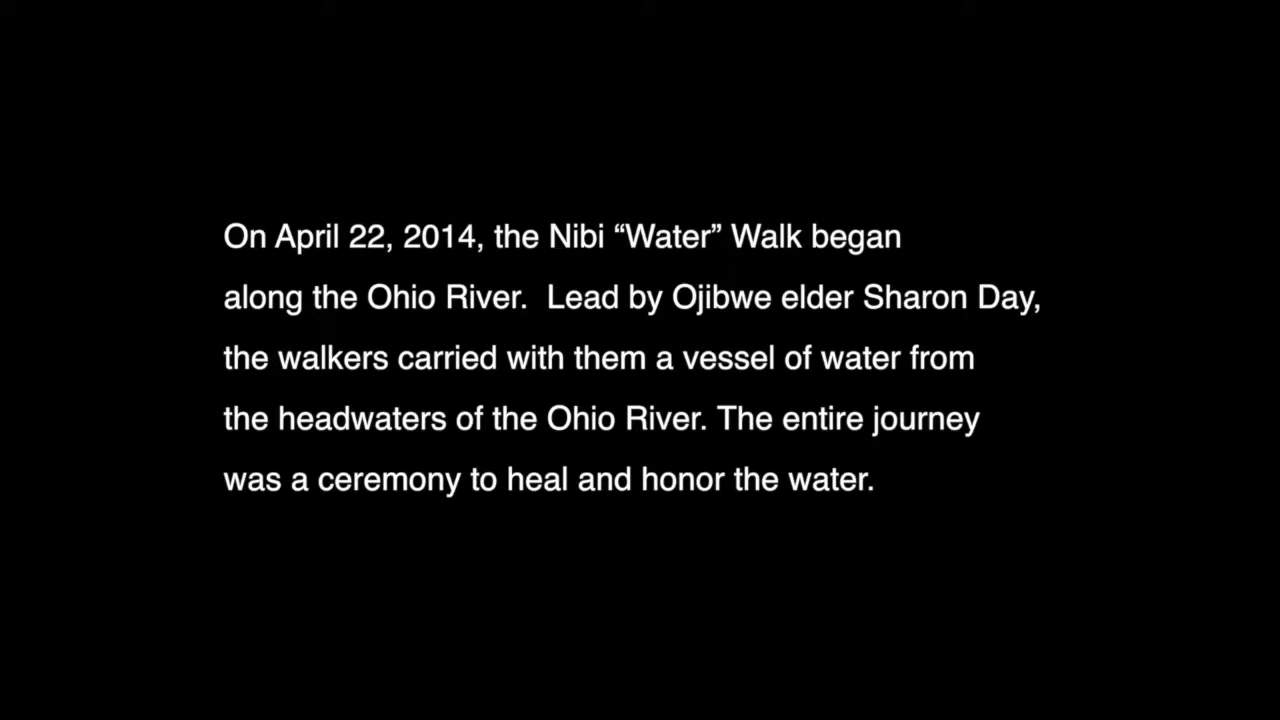 On April 22, 2014, the Nibi “Water” Walk began
along the Ohio River.  Lead by Ojibwe elder Sharon Day,
the walkers carried with them a vessel of water from
the headwaters of the Ohio River. The entire journey
was a ceremony to heal and honor the water.